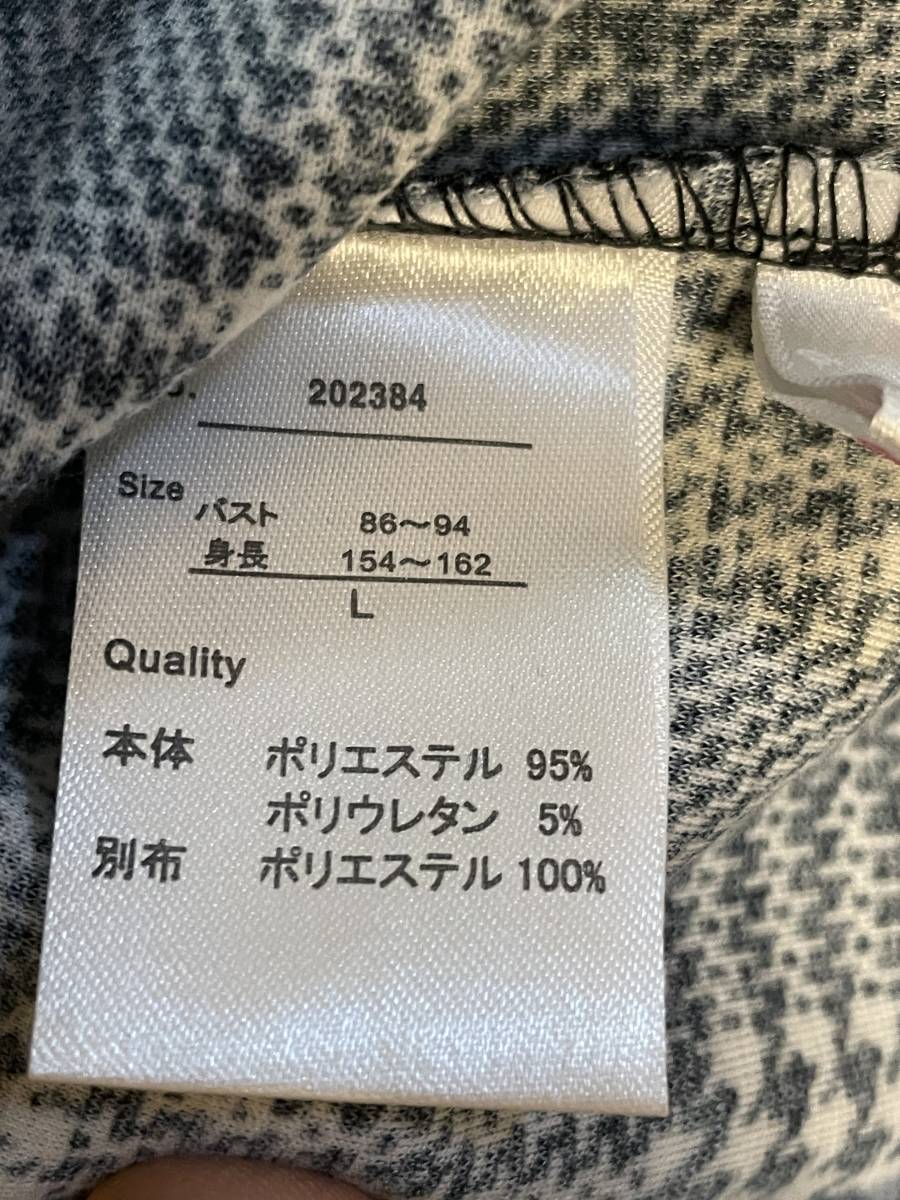 202384
Size
バスト 86～94
身長 154～162
L
Quality
本体 ポリエステル 95%
ポリウレタン 5%
別布 ポリエステル 100%